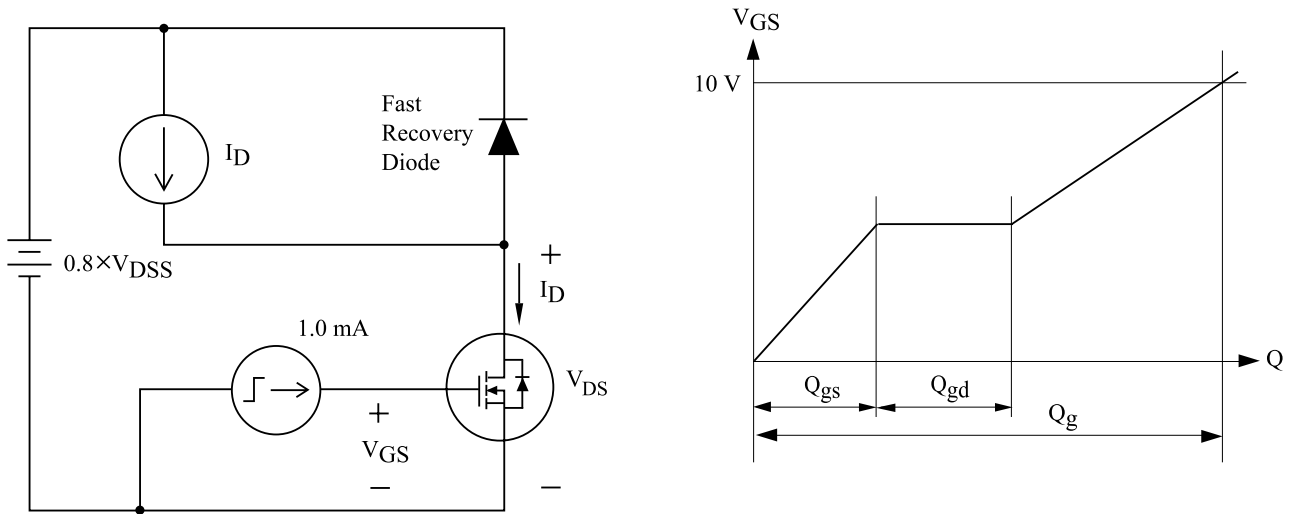 Fast
Recovery
Diode
I_D
+
I_D
0.8×V_DSS
1.0 mA
V_DS
+
V_GS
−
−
V_GS
10 V
Q
Q_gs
Q_gd
Q_g